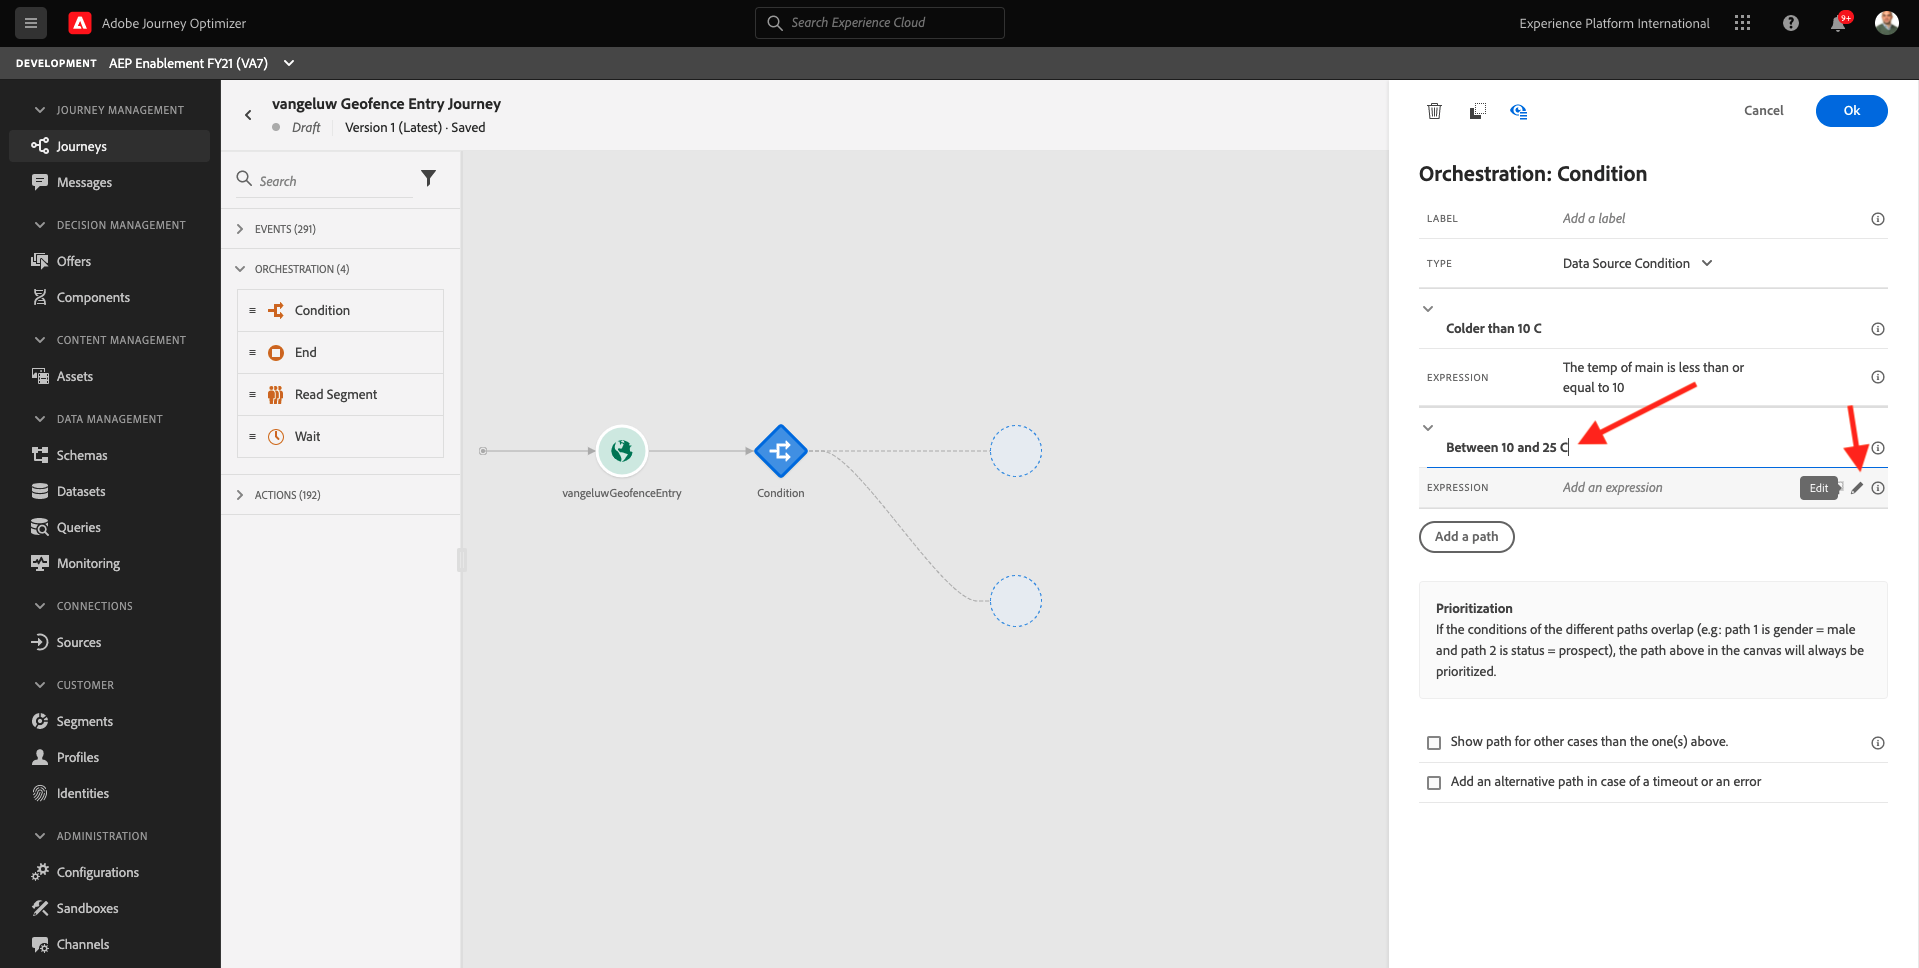 Adobe Journey Optimizer
Search Experience Cloud
Experience Platform International
9+
DEVELOPMENT AEP Enablement FY21 (VA7)
JOURNEY MANAGEMENT
Journeys
Messages
DECISION MANAGEMENT
Offers
Components
CONTENT MANAGEMENT
Assets
DATA MANAGEMENT
Schemas
Datasets
Queries
Monitoring
CONNECTIONS
Sources
CUSTOMER
Segments
Profiles
Identities
ADMINISTRATION
Configurations
Sandboxes
Channels
vangeluw Geofence Entry Journey
Draft Version 1 (Latest) · Saved
Search
EVENTS (291)
ORCHESTRATION (4)
Condition
End
Read Segment
Wait
ACTIONS (192)
vangeluwGeofenceEntry
Condition
Cancel
Ok
Orchestration: Condition
LABEL Add a label
TYPE Data Source Condition
Colder than 10 C
EXPRESSION The temp of main is less than or
equal to 10
Between 10 and 25 C
EXPRESSION Add an expression
Edit
Add a path
Prioritization
If the conditions of the different paths overlap (e.g: path 1 is gender = male
and path 2 is status = prospect), the path above in the canvas will always be
prioritized.
Show path for other cases than the one(s) above.
Add an alternative path in case of a timeout or an error